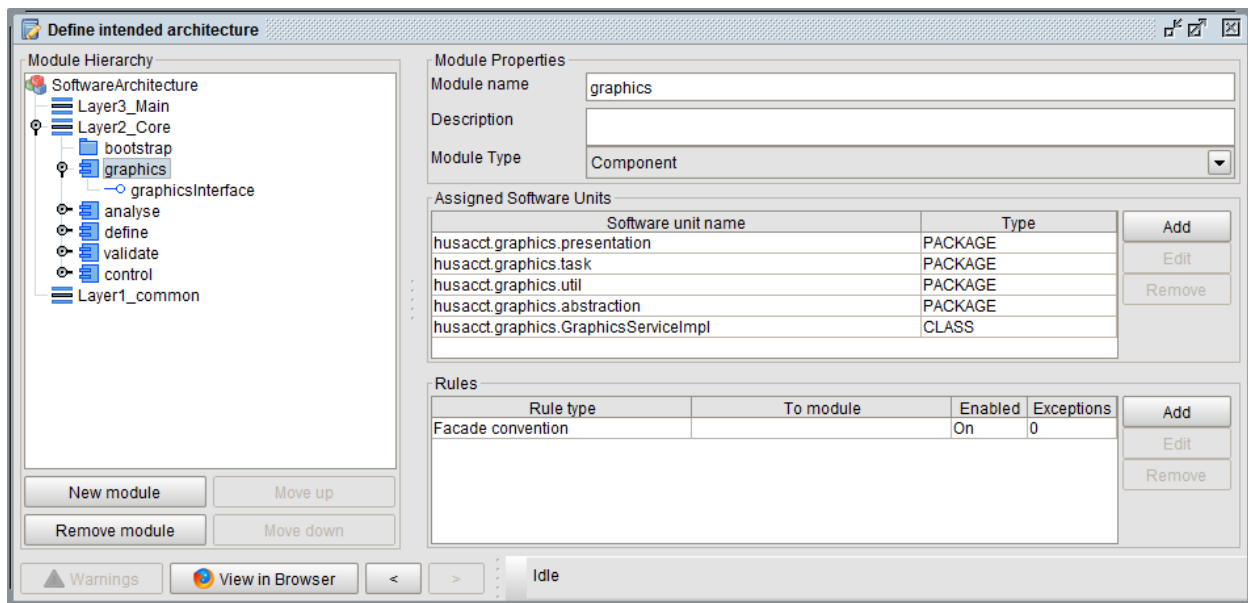 Define intended architecture
Module Hierarchy
SoftwareArchitecture
Layer3_Main
Layer2_Core
bootstrap
graphics
graphicsInterface
analyse
define
validate
control
Layer1_common
New module
Move up
Remove module
Move down
Module Properties
Module name
graphics
Description
Module Type
Component
Assigned Software Units
Software unit name Type
husacct.graphics.presentation PACKAGE
husacct.graphics.task PACKAGE
husacct.graphics.util PACKAGE
husacct.graphics.abstraction PACKAGE
husacct.graphics.GraphicsServiceImpl CLASS
Add
Edit
Remove
Rules
Rule type To module Enabled Exceptions
Facade convention On 0
Add
Edit
Remove
Warnings
View in Browser
<
>
Idle